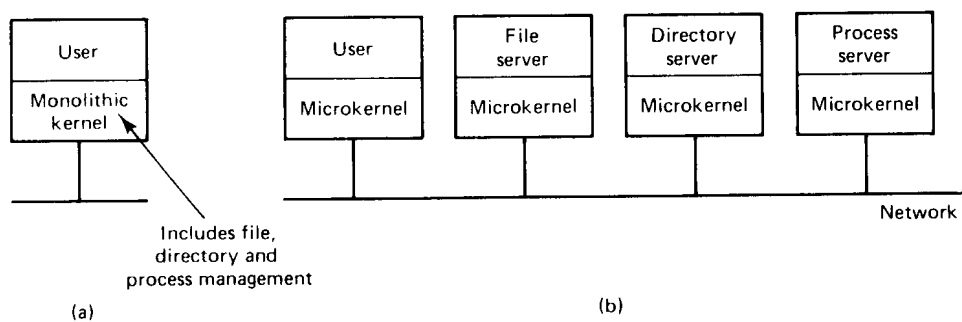 User
Monolithic
kernel
Includes file,
directory and
process management
(a)
User
Microkernel
File
server
Microkernel
Directory
server
Microkernel
Process
server
Microkernel
Network
(b)